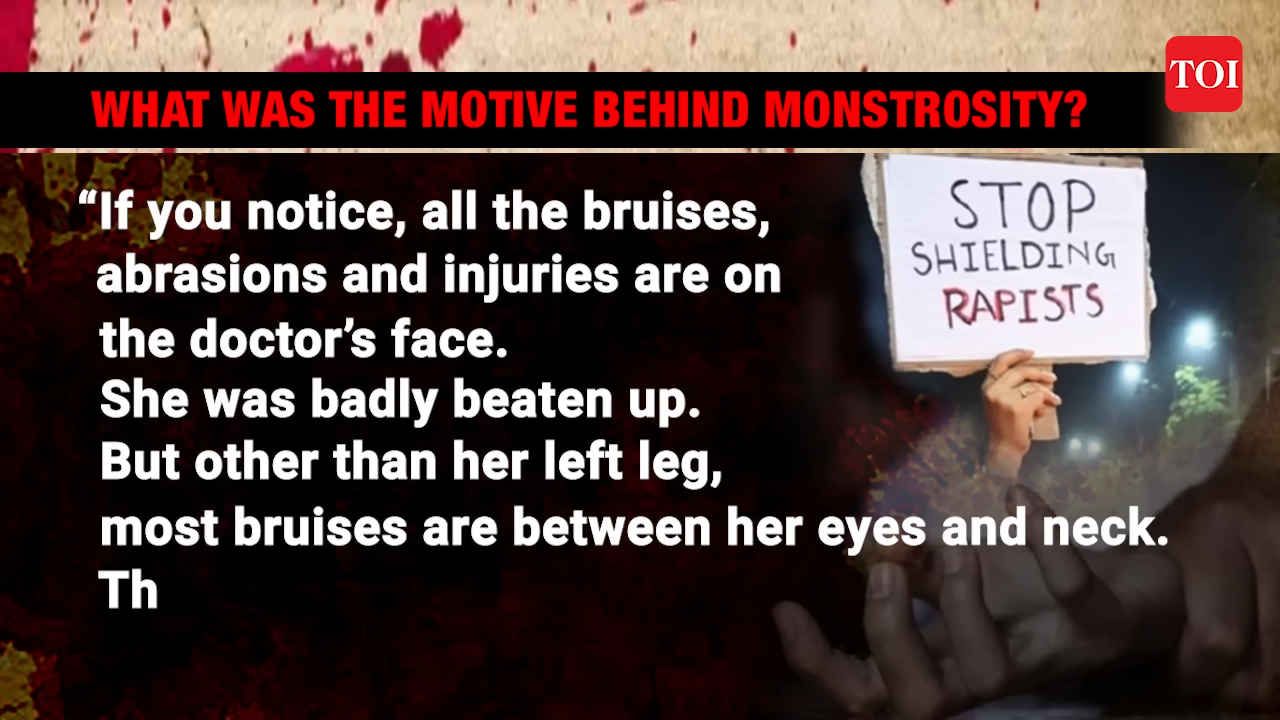 TOI
WHAT WAS THE MOTIVE BEHIND MONSTROSITY?
“If you notice, all the bruises,
abrasions and injuries are on
the doctor’s face.
She was badly beaten up.
But other than her left leg,
most bruises are between her eyes and neck.
Th
STOP
SHIELDING
RAPISTS